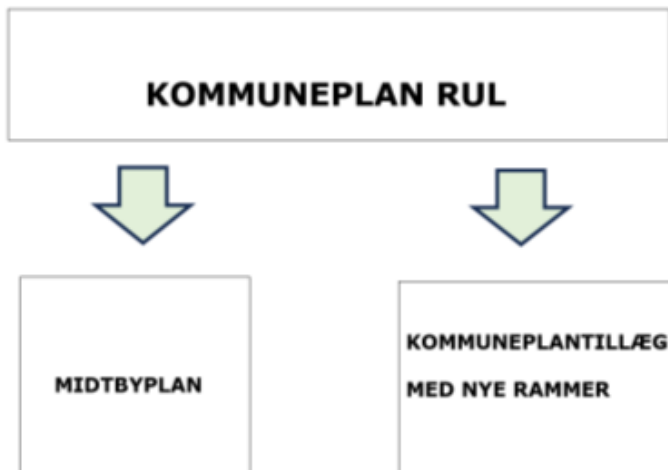 KOMMUNEPLAN RUL
MIDTBYPLAN
KOMMUNEPLANTILLÆG
MED NYE RAMMER